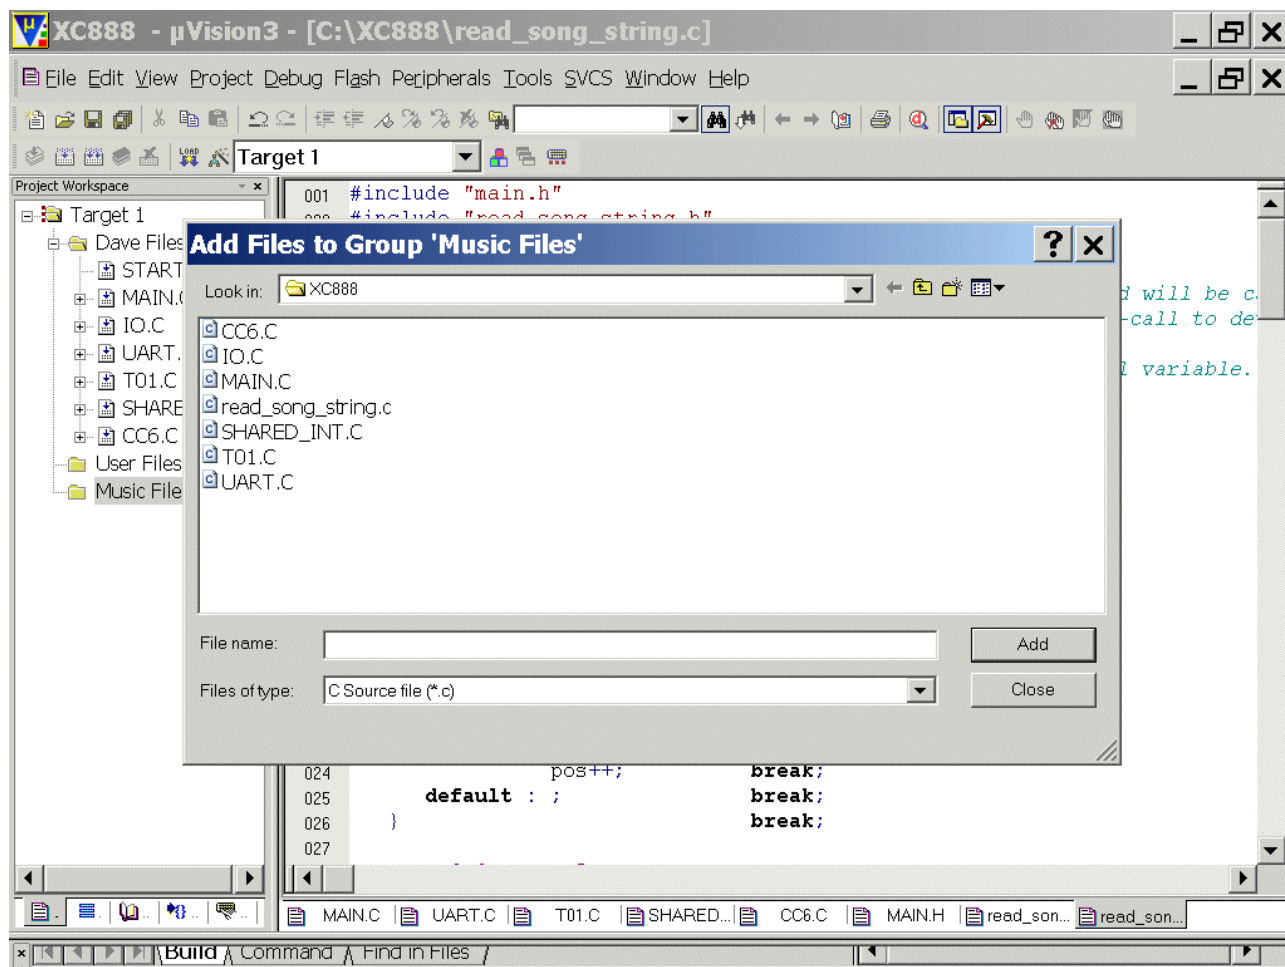 XC888 - µVision3 - [C:\XC888\read_song_string.c]
File Edit View Project Debug Flash Peripherals Tools SVCS Window Help
LOAD Target 1
Project Workspace
Target 1
Dave Files
START
MAIN.
IO.C
UART.
T01.C
SHARE
CC6.C
User Files
Music File
001 #include "main.h"
#include "read_song_string.h"
d will be c
-call to de
l variable.
Add Files to Group 'Music Files'
Look in: XC888
CC6.C
IO.C
MAIN.C
read_song_string.c
SHARED_INT.C
T01.C
UART.C
File name: Add
Files of type: C Source file (*.c) Close
024 pos++; break;
025 default : ; break;
026 } break;
027
MAIN.C UART.C T01.C SHARED... CC6.C MAIN.H read_son... read_son...
Build Command Find in Files